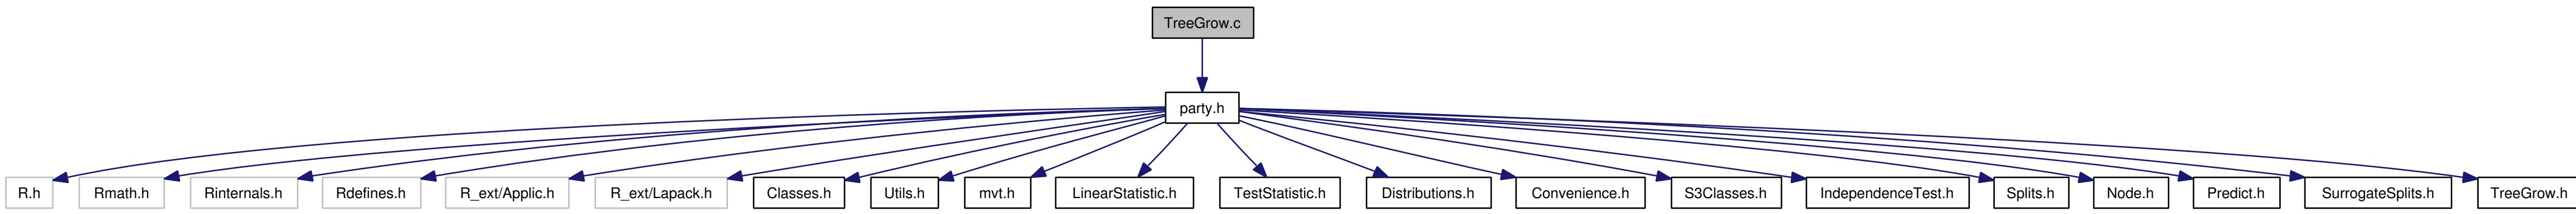 TreeGrow.c
party.h
R.h
Rmath.h
Rinternals.h
Rdefines.h
R_ext/Applic.h
R_ext/Lapack.h
Classes.h
Utils.h
mvt.h
LinearStatistic.h
TestStatistic.h
Distributions.h
Convenience.h
S3Classes.h
IndependenceTest.h
Splits.h
Node.h
Predict.h
SurrogateSplits.h
TreeGrow.h